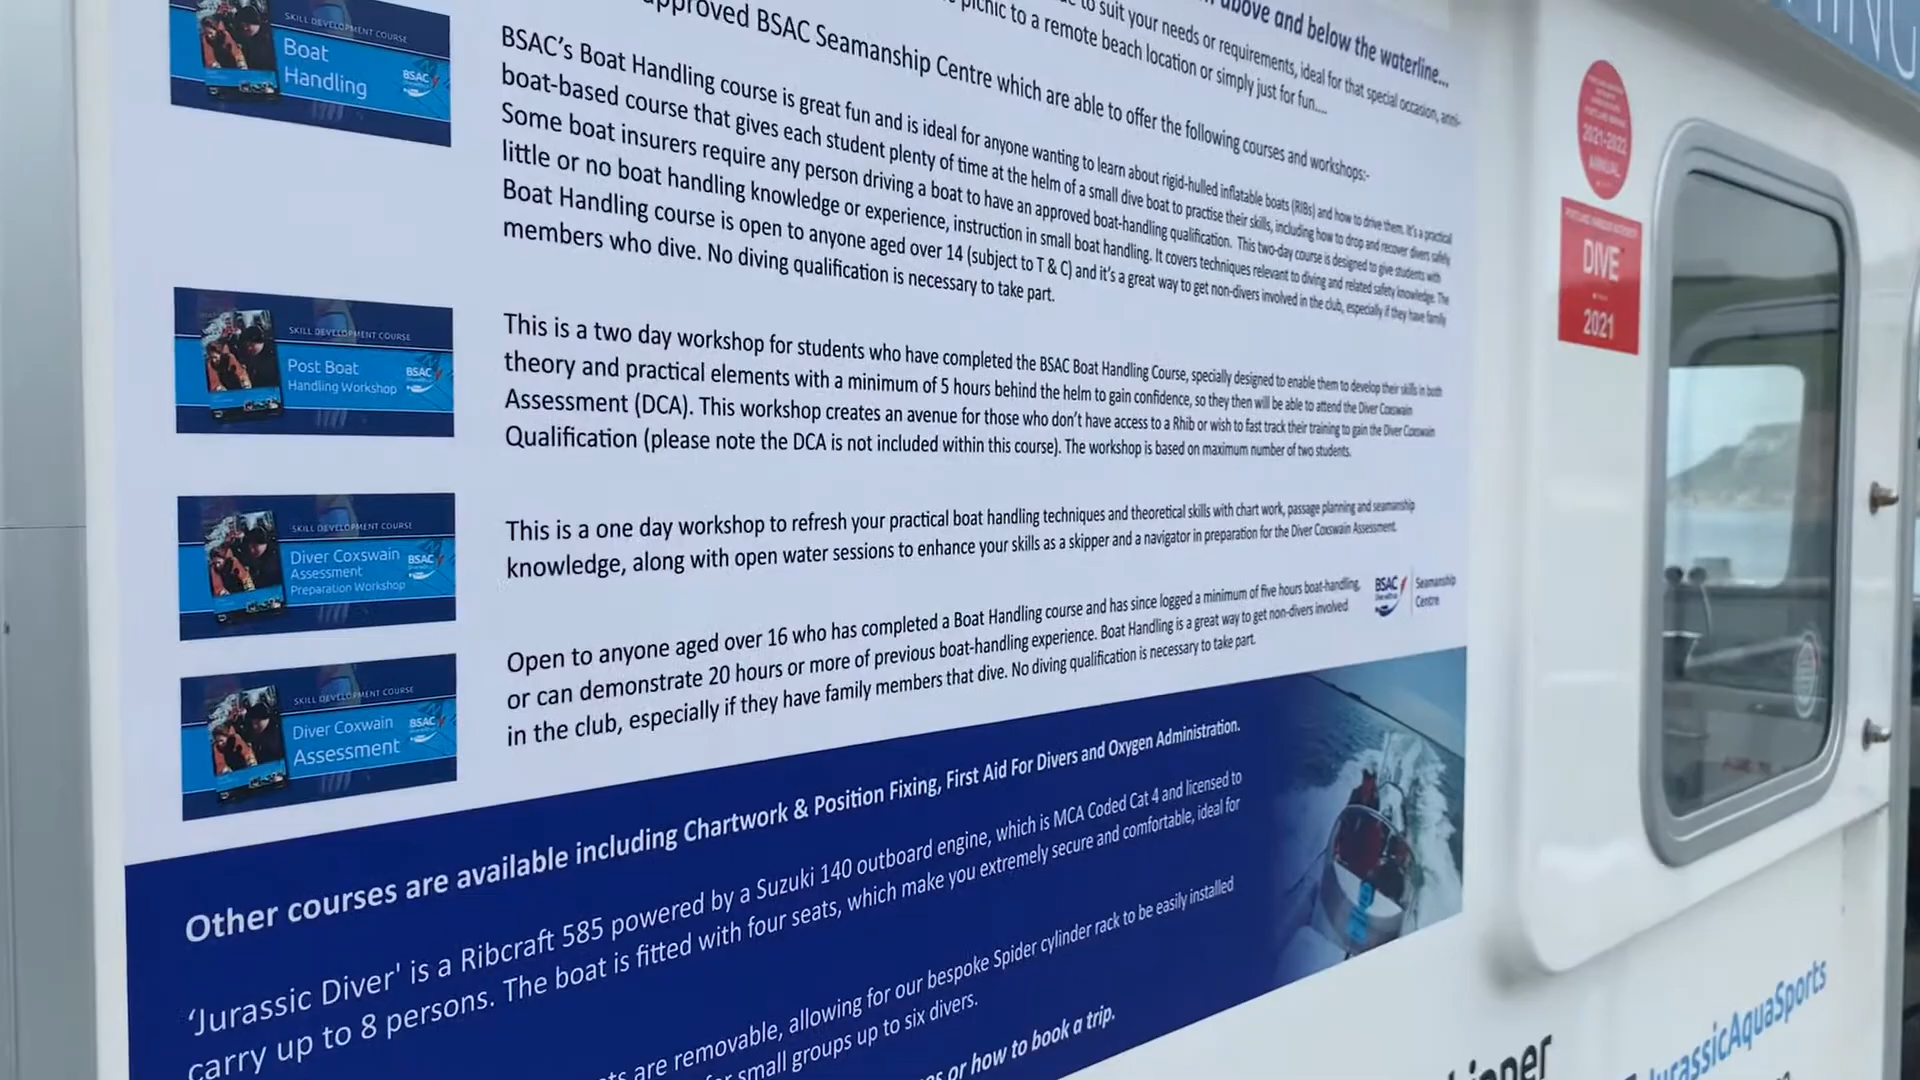 above and below the waterline...
to suit your needs or requirements, ideal for that special occasion, anni-
picnic to a remote beach location or simply just for fun....
approved BSAC Seamanship Centre which are able to offer the following courses and workshops:-
SKILL DEVELOPMENT COURSE
Boat
Handling
BSAC
BSAC's Boat Handling course is great fun and is ideal for anyone wanting to learn about rigid-hulled inflatable boats (RIBs) and how to drive them. It's a practical
boat-based course that gives each student plenty of time at the helm of a small dive boat to practise their skills, including how to drop and recover divers safely
Some boat insurers require any person driving a boat to have an approved boat-handling qualification. This two-day course is designed to give students with
little or no boat handling knowledge or experience, instruction in small boat handling. It covers techniques relevant to diving and related safety knowledge. The
Boat Handling course is open to anyone aged over 14 (subject to T & C) and it's a great way to get non-divers involved in the club, especially if they have family
members who dive. No diving qualification is necessary to take part.
SKILL DEVELOPMENT COURSE
Post Boat
Handling Workshop
BSAC
This is a two day workshop for students who have completed the BSAC Boat Handling Course, specially designed to enable them to develop their skills in both
theory and practical elements with a minimum of 5 hours behind the helm to gain confidence, so they then will be able to attend the Diver Coxswain
Assessment (DCA). This workshop creates an avenue for those who don't have access to a Rhib or wish to fast track their training to gain the Diver Coxswain
Qualification (please note the DCA is not included within this course). The workshop is based on maximum number of two students.
SKILL DEVELOPMENT COURSE
Diver Coxswain
Assessment
Preparation Workshop
BSAC
This is a one day workshop to refresh your practical boat handling techniques and theoretical skills with chart work, passage planning and seamanship
knowledge, along with open water sessions to enhance your skills as a skipper and a navigator in preparation for the Diver Coxswain Assessment.
SKILL DEVELOPMENT COURSE
Diver Coxwain
Assessment
BSAC
Open to anyone aged over 16 who has completed a Boat Handling course and has since logged a minimum of five hours boat-handling,
or can demonstrate 20 hours or more of previous boat-handling experience. Boat Handling is a great way to get non-divers involved
in the club, especially if they have family members that dive. No diving qualification is necessary to take part.
BSAC
Seamanship
Centre
Other courses are available including Chartwork & Position Fixing, First Aid For Divers and Oxygen Administration.
'Jurassic Diver' is a Ribcraft 585 powered by a Suzuki 140 outboard engine, which is MCA Coded Cat 4 and licensed to
carry up to 8 persons. The boat is fitted with four seats, which make you extremely secure and comfortable, ideal for
are removable, allowing for our bespoke Spider cylinder rack to be easily installed
small groups up to six divers.
or how to book a trip.
2021-2022
ANNUAL
DIVE
2021
JurassicAquaSports